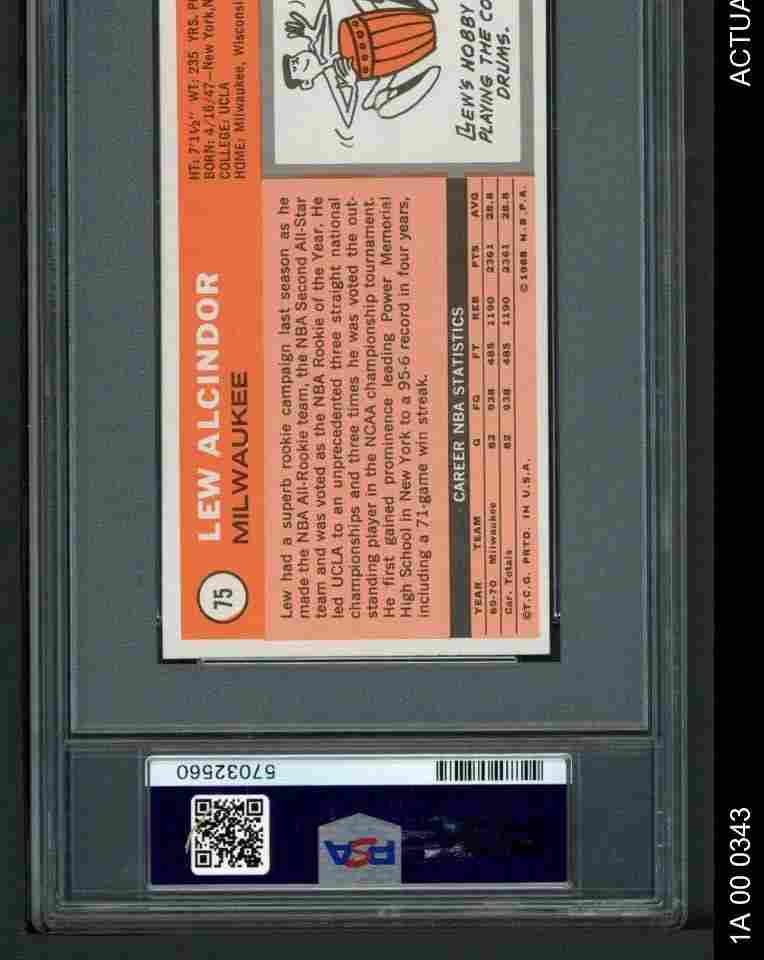 75
LEW ALCINDOR
MILWAUKEE
HT: 7'1½" WT: 235 YRS.
BORN: 4/16/47—New York,
COLLEGE: UCLA
HOME: Milwaukee, Wisconsi
LEW'S HOBBY
PLAYING THE CO
DRUMS.
Lew had a superb rookie campaign last season as he
made the NBA All-Rookie team, the NBA Second All-Star
team and was voted as the NBA Rookie of the Year. He
led UCLA to an unprecedented three straight national
championships and three times he was voted the out-
standing player in the NCAA championship tournament.
He first gained prominence leading Power Memorial
High School in New York to a 95-6 record in four years,
including a 71-game win streak.
CAREER NBA STATISTICS
YEAR TEAM G FG FT REB PTS AVG
69-70 Milwaukee 82 938 485 1190 2361 28.8
Car. Totals 82 938 485 1190 2361 28.8
©T.C.G. PRTD. IN U.S.A. ©1968 N.B.P.A.
57032560
PSA
1A 00 0343
ACTUA